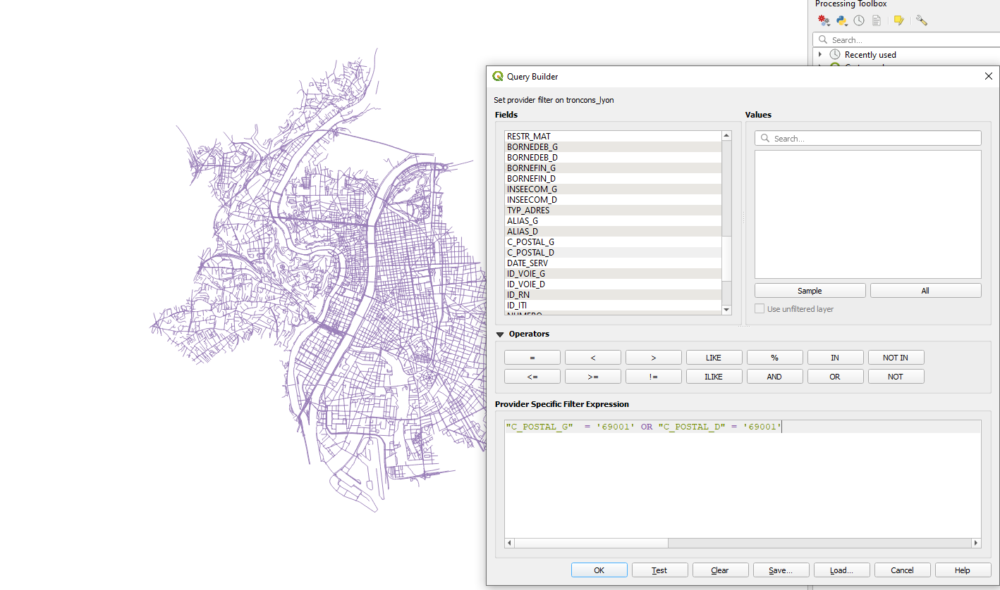 Processing Toolbox
Search...
Recently used
Query Builder
Set provider filter on troncons_lyon
Fields
Values
RESTR_MAT
BORNEDEB_G
BORNEDEB_D
BORNEFIN_G
BORNEFIN_D
INSEECOM_G
INSEECOM_D
TYP_ADRES
ALIAS_G
ALIAS_D
C_POSTAL_G
C_POSTAL_D
DATE_SERV
ID_VOIE_G
ID_VOIE_D
ID_RN
ID_ITI
NUMERO
Search...
Sample
All
Use unfiltered layer
Operators
= < > LIKE % IN NOT IN
<= >= != ILIKE AND OR NOT
Provider Specific Filter Expression
"C_POSTAL_G"  = '69001' OR "C_POSTAL_D" = '69001'
OK Test Clear Save... Load... Cancel Help